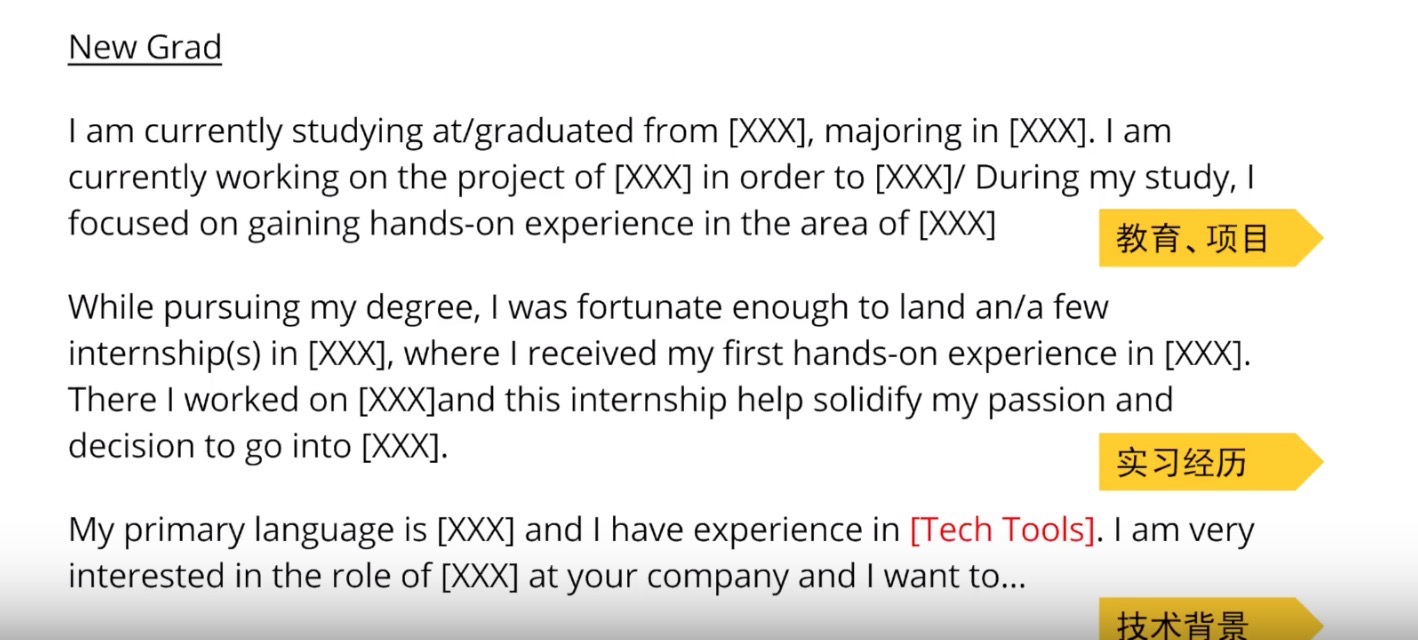 New Grad
I am currently studying at/graduated from [XXX], majoring in [XXX]. I am
currently working on the project of [XXX] in order to [XXX]/ During my study, I
focused on gaining hands-on experience in the area of [XXX]
教育、项目
While pursuing my degree, I was fortunate enough to land an/a few
internship(s) in [XXX], where I received my first hands-on experience in [XXX].
There I worked on [XXX]and this internship help solidify my passion and
decision to go into [XXX].
实习经历
My primary language is [XXX] and I have experience in [Tech Tools]. I am very
interested in the role of [XXX] at your company and I want to...
技术背景